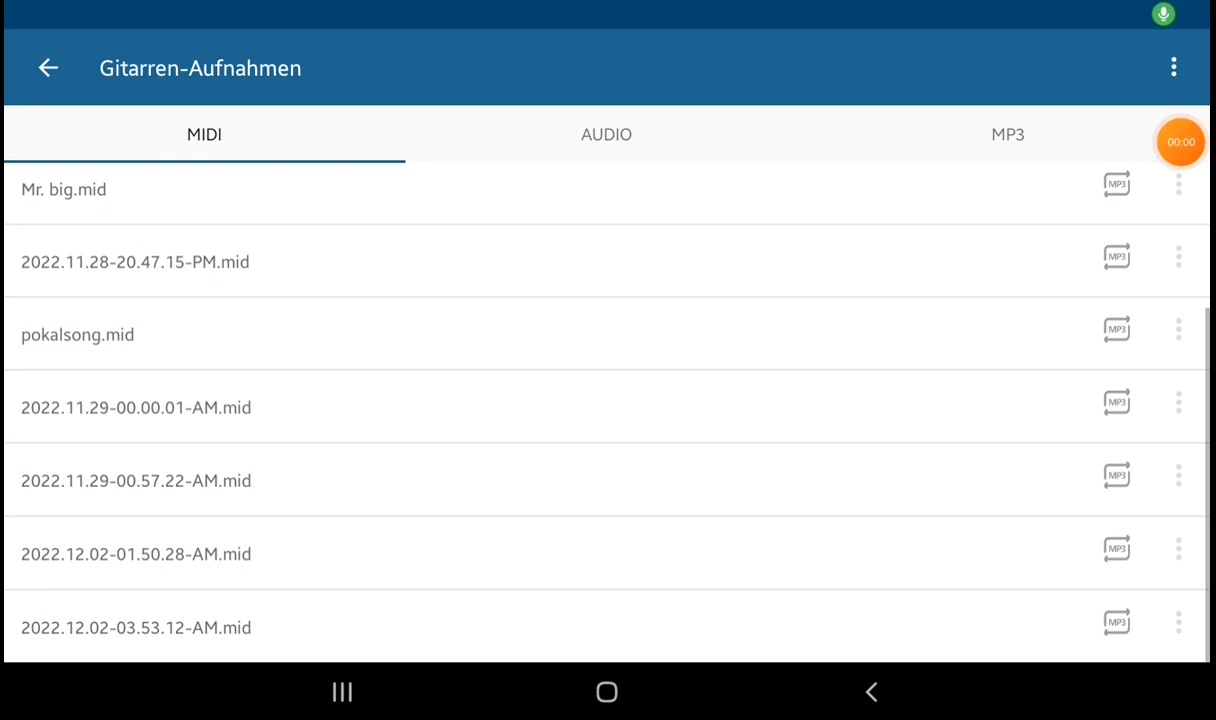 Gitarren-Aufnahmen
MIDI
AUDIO
MP3
00:00
Mr. big.mid
MP3
2022.11.28-20.47.15-PM.mid
MP3
pokalsong.mid
MP3
2022.11.29-00.00.01-AM.mid
MP3
2022.11.29-00.57.22-AM.mid
MP3
2022.12.02-01.50.28-AM.mid
MP3
2022.12.02-03.53.12-AM.mid
MP3